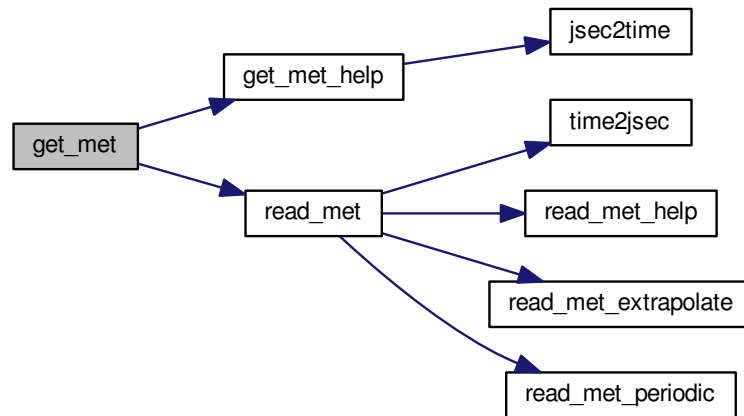 jsec2time
get_met_help
time2jsec
get_met
read_met
read_met_help
read_met_extrapolate
read_met_periodic